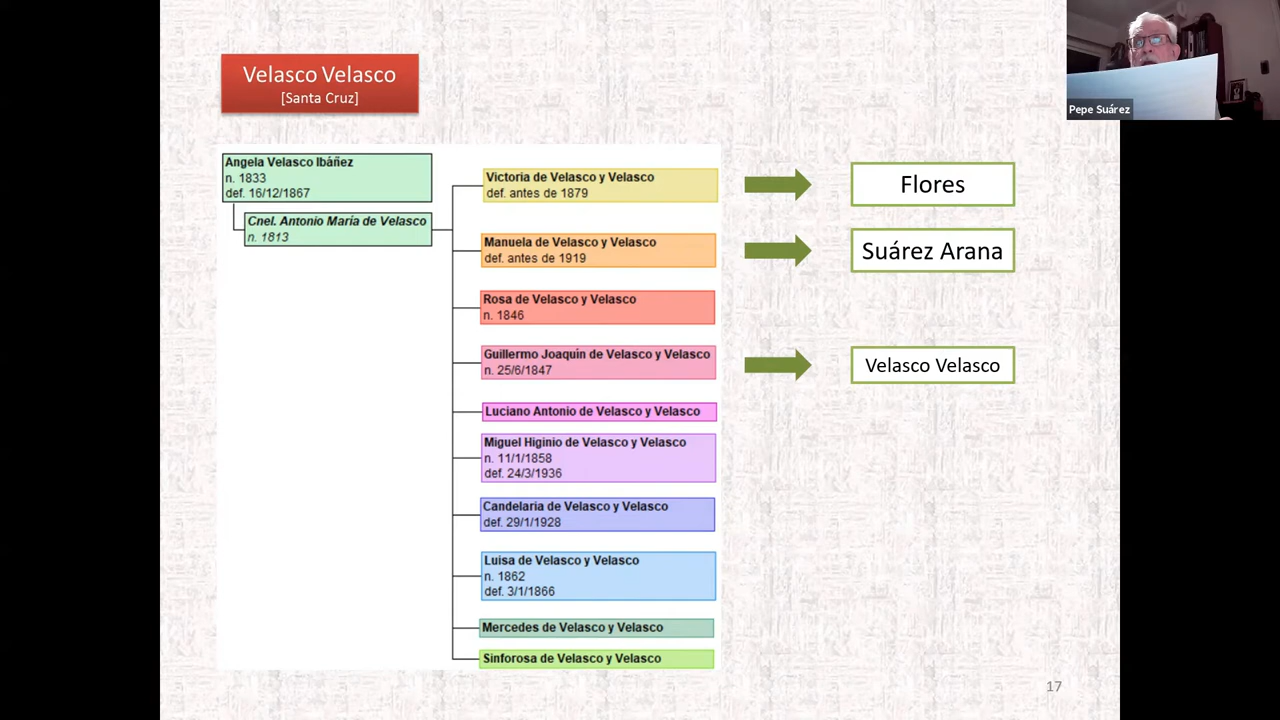 Velasco Velasco
[Santa Cruz]
Pepe Suárez
Angela Velasco Ibáñez
n. 1833
def. 16/12/1867
Cnel. Antonio María de Velasco
n. 1813
Victoria de Velasco y Velasco
def. antes de 1879
Flores
Manuela de Velasco y Velasco
def. antes de 1919
Suárez Arana
Rosa de Velasco y Velasco
n. 1846
Guillermo Joaquín de Velasco y Velasco
n. 25/6/1847
Velasco Velasco
Luciano Antonio de Velasco y Velasco
Miguel Higinio de Velasco y Velasco
n. 11/1/1858
def. 24/3/1936
Candelaria de Velasco y Velasco
def. 29/1/1928
Luisa de Velasco y Velasco
n. 1862
def. 3/1/1866
Mercedes de Velasco y Velasco
Sinforosa de Velasco y Velasco
17